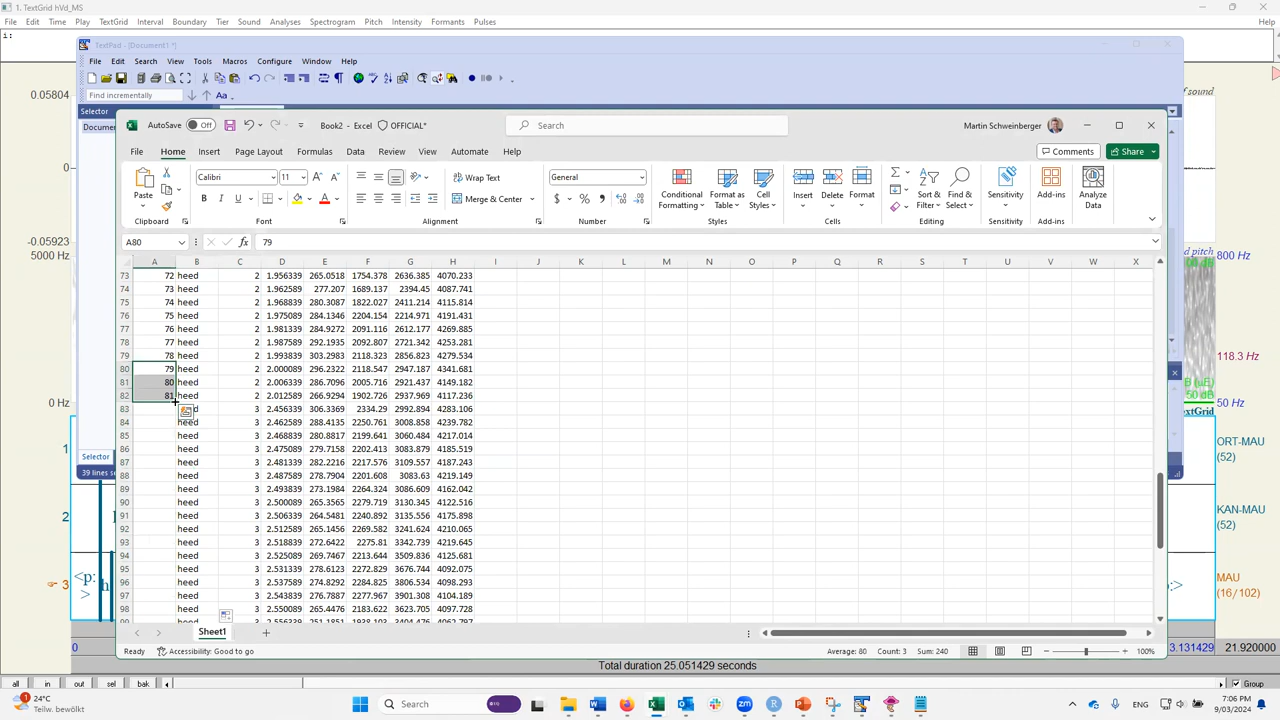 1. TextGrid hVd_MS
File Edit Time Play TextGrid Interval Boundary Tier Sound Analyses Spectrogram Pitch Intensity Formants Pulses Help
i:
TextPad - [Document1 *]
File Edit Search View Tools Macros Configure Window Help
Find incrementally
Selector
Documen
Book2 - Excel OFFICIAL*
AutoSave Off
Search
Martin Schweinberger
File Home Insert Page Layout Formulas Data Review View Automate Help
Comments Share
Paste
Calibri 11
Wrap Text
Merge & Center
General
Conditional Formatting
Format as Table
Cell Styles
Insert Delete Format
Sort & Filter
Find & Select
Sensitivity
Add-ins
Analyze Data
Clipboard Font Alignment Number Styles Cells Editing Sensitivity Add-ins
A80 79
A B C D E F G H I J K L M N O P Q R S T U V W X
73 72 heed 2 1.956339 265.0518 1754.378 2636.385 4070.233
74 73 heed 2 1.962589 277.207 1689.137 2394.45 4087.741
75 74 heed 2 1.968839 280.3087 1822.027 2411.214 4115.814
76 75 heed 2 1.975089 284.1436 2204.154 2214.971 4191.431
77 76 heed 2 1.981339 284.9272 2091.116 2612.177 4269.885
78 77 heed 2 1.987589 292.1935 2092.807 2721.342 4253.281
79 78 heed 2 1.993839 303.2983 2118.323 2856.823 4279.534
80 79 heed 2 2.000089 296.2322 2118.547 2947.187 4341.681
81 80 heed 2 2.006339 286.7096 2005.716 2921.437 4149.182
82 81 heed 2 2.012589 266.9294 1902.726 2937.969 4117.236
83 d 3 2.456339 306.3369 2334.29 2992.894 4283.106
84 heed 3 2.462589 288.4135 2250.761 3008.858 4239.782
85 heed 3 2.468839 280.8817 2199.641 3060.484 4217.014
86 heed 3 2.475089 279.7158 2202.413 3083.879 4185.519
87 heed 3 2.481339 282.2216 2217.576 3109.557 4187.243
88 heed 3 2.487589 278.7904 2201.608 3083.63 4219.149
89 heed 3 2.493839 273.1984 2264.324 3086.609 4162.042
90 heed 3 2.500089 265.3565 2279.719 3130.345 4122.516
91 heed 3 2.506339 264.5481 2240.892 3135.556 4175.898
92 heed 3 2.512589 265.1456 2269.582 3241.624 4210.065
93 heed 3 2.518839 272.6422 2275.81 3342.739 4219.645
94 heed 3 2.525089 269.7467 2213.644 3509.836 4125.681
95 heed 3 2.531339 278.6123 2272.829 3676.744 4092.075
96 heed 3 2.537589 274.8292 2284.825 3806.534 4098.293
97 heed 3 2.543839 276.7887 2277.967 3901.908 4104.189
98 heed 3 2.550089 265.4476 2183.622 3623.705 4097.728
Sheet1
Ready Accessibility: Good to go Average: 80 Count: 3 Sum: 240 100%
0.05804
0
-0.05923
5000 Hz
0 Hz
1
2
3
<p:
>
h
:>
of sound
d pitch
800 Hz
118.3 Hz
50 dB
50 Hz
ORT-MAU
(52)
KAN-MAU
(52)
MAU
(16/102)
Selector
39 lines s
0
3.131429 21.920000
Total duration 25.051429 seconds
all in out sel bak
Group
24°C
Teilw. bewölkt
Search
ENG
7:06 PM
9/03/2024